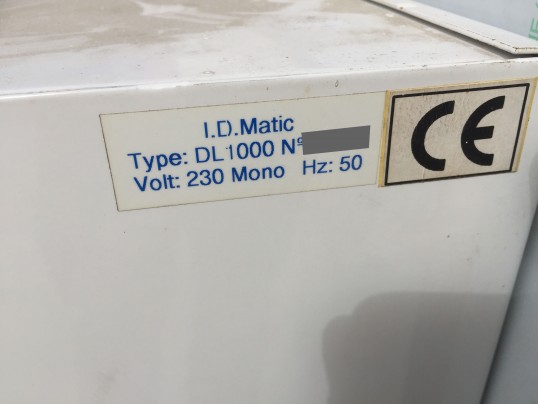 I.D.Matic
Type: DL1000 Nº
Volt: 230 Mono Hz: 50
CE